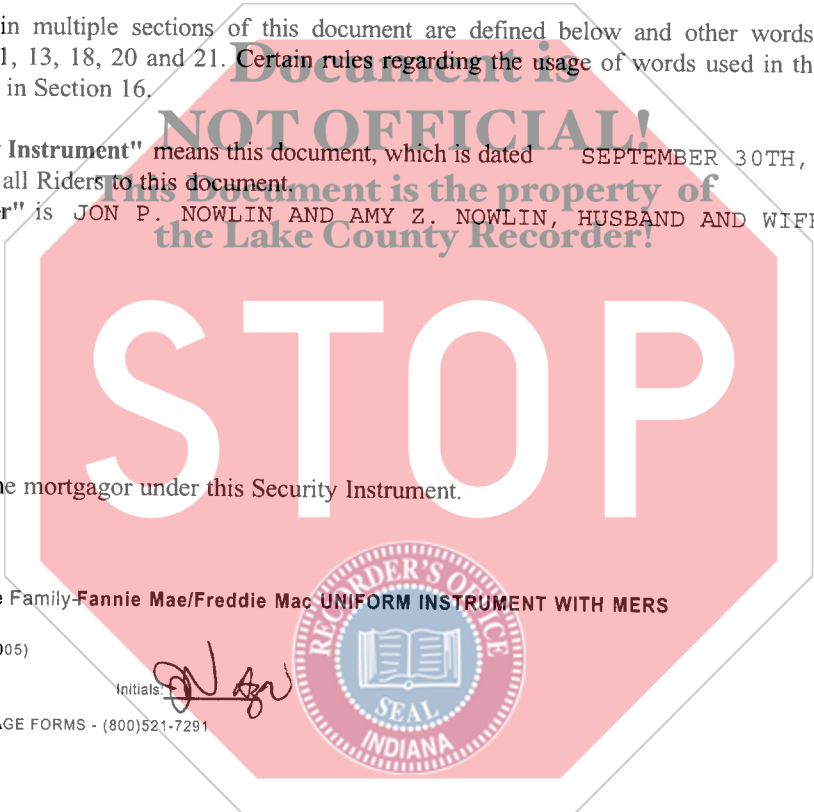 in multiple sections of this document are defined below and other words
1, 13, 18, 20 and 21. Certain rules regarding the usage of words used in th
in Section 16.
Document is
NOT OFFICIAL!
Instrument" means this document, which is dated SEPTEMBER 30TH,
all Riders to this document.
This Document is the property of
er" is JON P. NOWLIN AND AMY Z. NOWLIN, HUSBAND AND WIFE
the Lake County Recorder!
STOP
e mortgagor under this Security Instrument.
e Family-Fannie Mae/Freddie Mac UNIFORM INSTRUMENT WITH MERS
005)
Initials: JN AZN
AGE FORMS - (800)521-7291
RECORDER'S OFFICE
SEAL
INDIANA